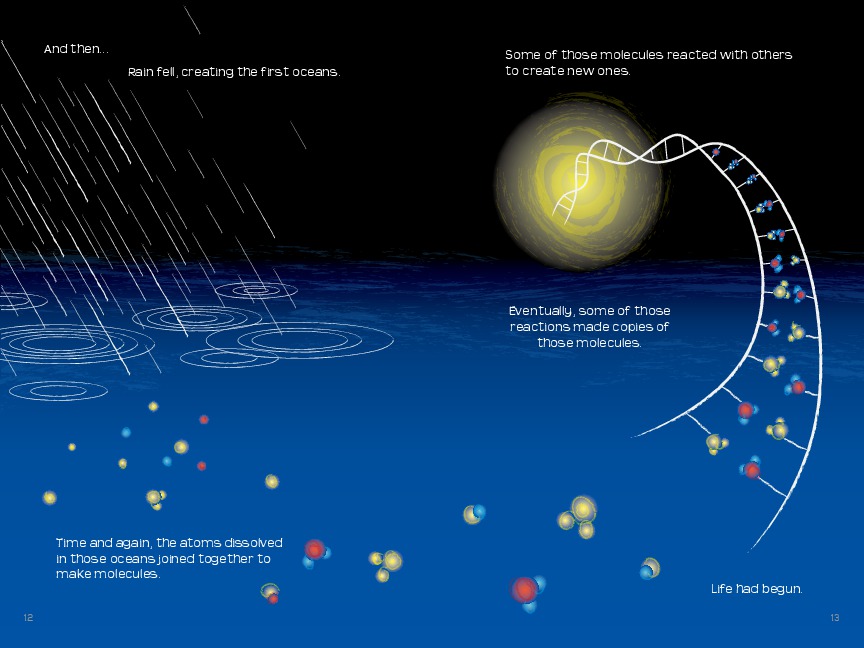 And then...
Rain fell, creating the first oceans.
Time and again, the atoms dissolved
in those oceans joined together to
make molecules.
12
Some of those molecules reacted with others
to create new ones.
Eventually, some of those
reactions made copies of
those molecules.
Life had begun.
13